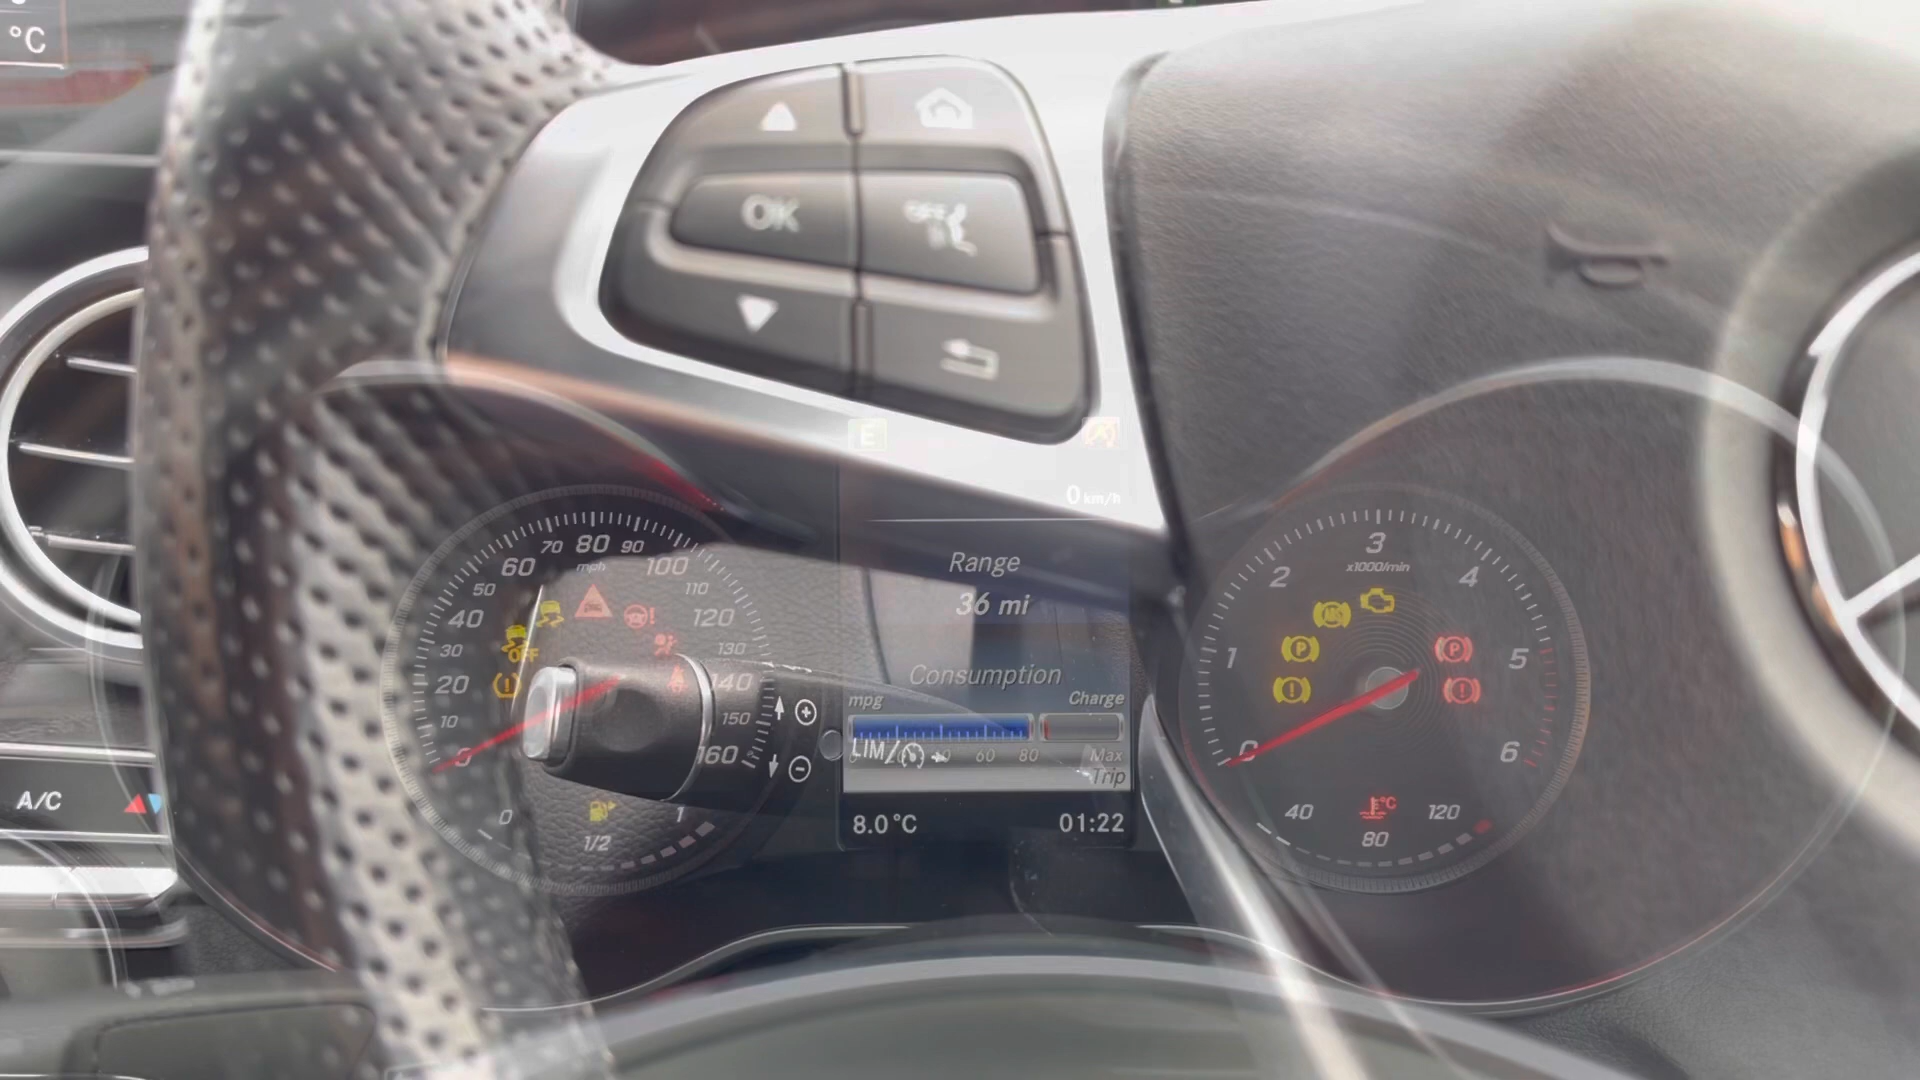 °C
OK
OFF
E
0 km/h
Range
36 mi
Consumption
mpg
Charge
60 80 Max
Trip
LIM/
8.0°C 01:22
0 10 20 30 40 50 60 70 80 90 100 110 120 130 140 150 160
mph
OFF
0 1/2 1
0 1 2 3 4 5 6
x1000/min
ABS
P
P
!
!
40 80 120
°C
A/C